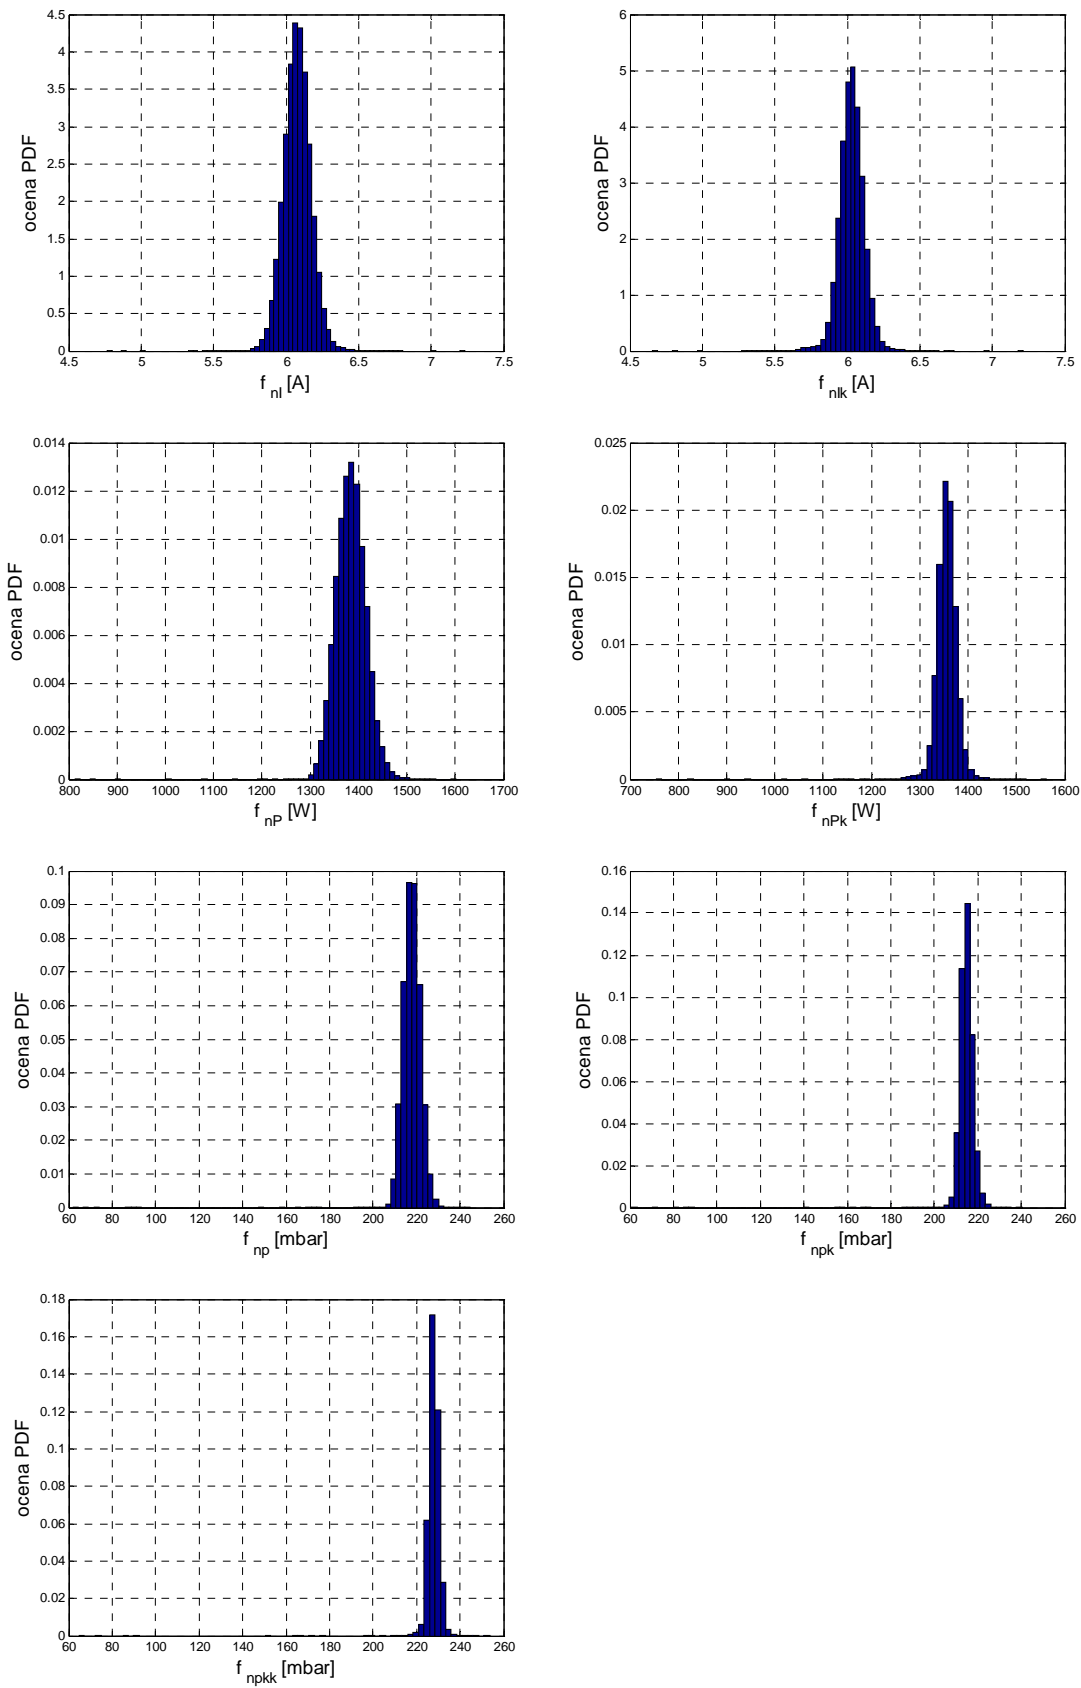 4.5
4
3.5
3
2.5
2
1.5
1
0.5
0
ocena PDF
4.5 5 5.5 6 6.5 7 7.5
f nI [A]
6
5
4
3
2
1
0
ocena PDF
4.5 5 5.5 6 6.5 7 7.5
f nIk [A]
0.014
0.012
0.01
0.008
0.006
0.004
0.002
0
ocena PDF
800 900 1000 1100 1200 1300 1400 1500 1600 1700
f nP [W]
0.025
0.02
0.015
0.01
0.005
0
ocena PDF
700 800 900 1000 1100 1200 1300 1400 1500 1600
f nPk [W]
0.1
0.09
0.08
0.07
0.06
0.05
0.04
0.03
0.02
0.01
0
ocena PDF
60 80 100 120 140 160 180 200 220 240 260
f np [mbar]
0.16
0.14
0.12
0.1
0.08
0.06
0.04
0.02
0
ocena PDF
60 80 100 120 140 160 180 200 220 240 260
f npk [mbar]
0.18
0.16
0.14
0.12
0.1
0.08
0.06
0.04
0.02
0
ocena PDF
60 80 100 120 140 160 180 200 220 240 260
f npkk [mbar]